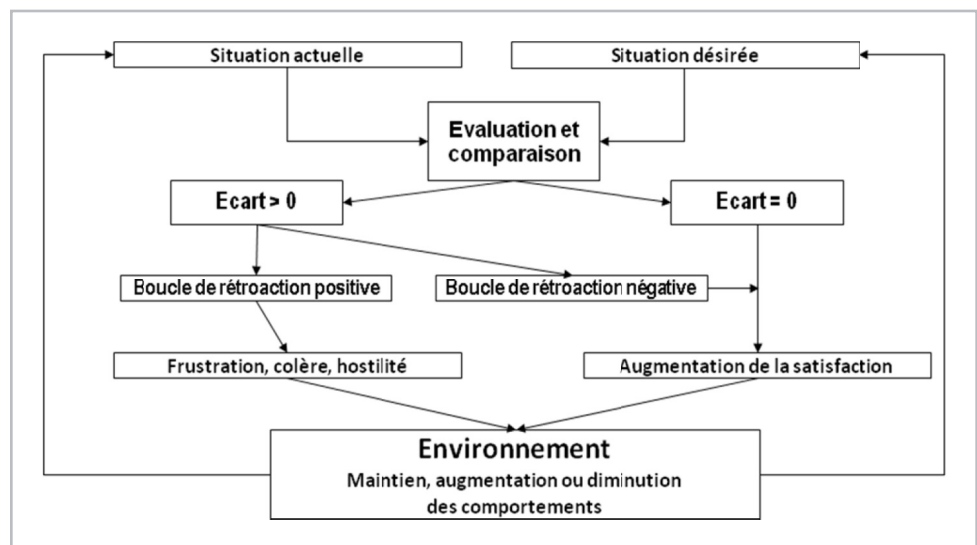 Situation actuelle
Situation désirée
Evaluation et
comparaison
Ecart > 0
Ecart = 0
Boucle de rétroaction positive
Boucle de rétroaction négative
Frustration, colère, hostilité
Augmentation de la satisfaction
Environnement
Maintien, augmentation ou diminution
des comportements